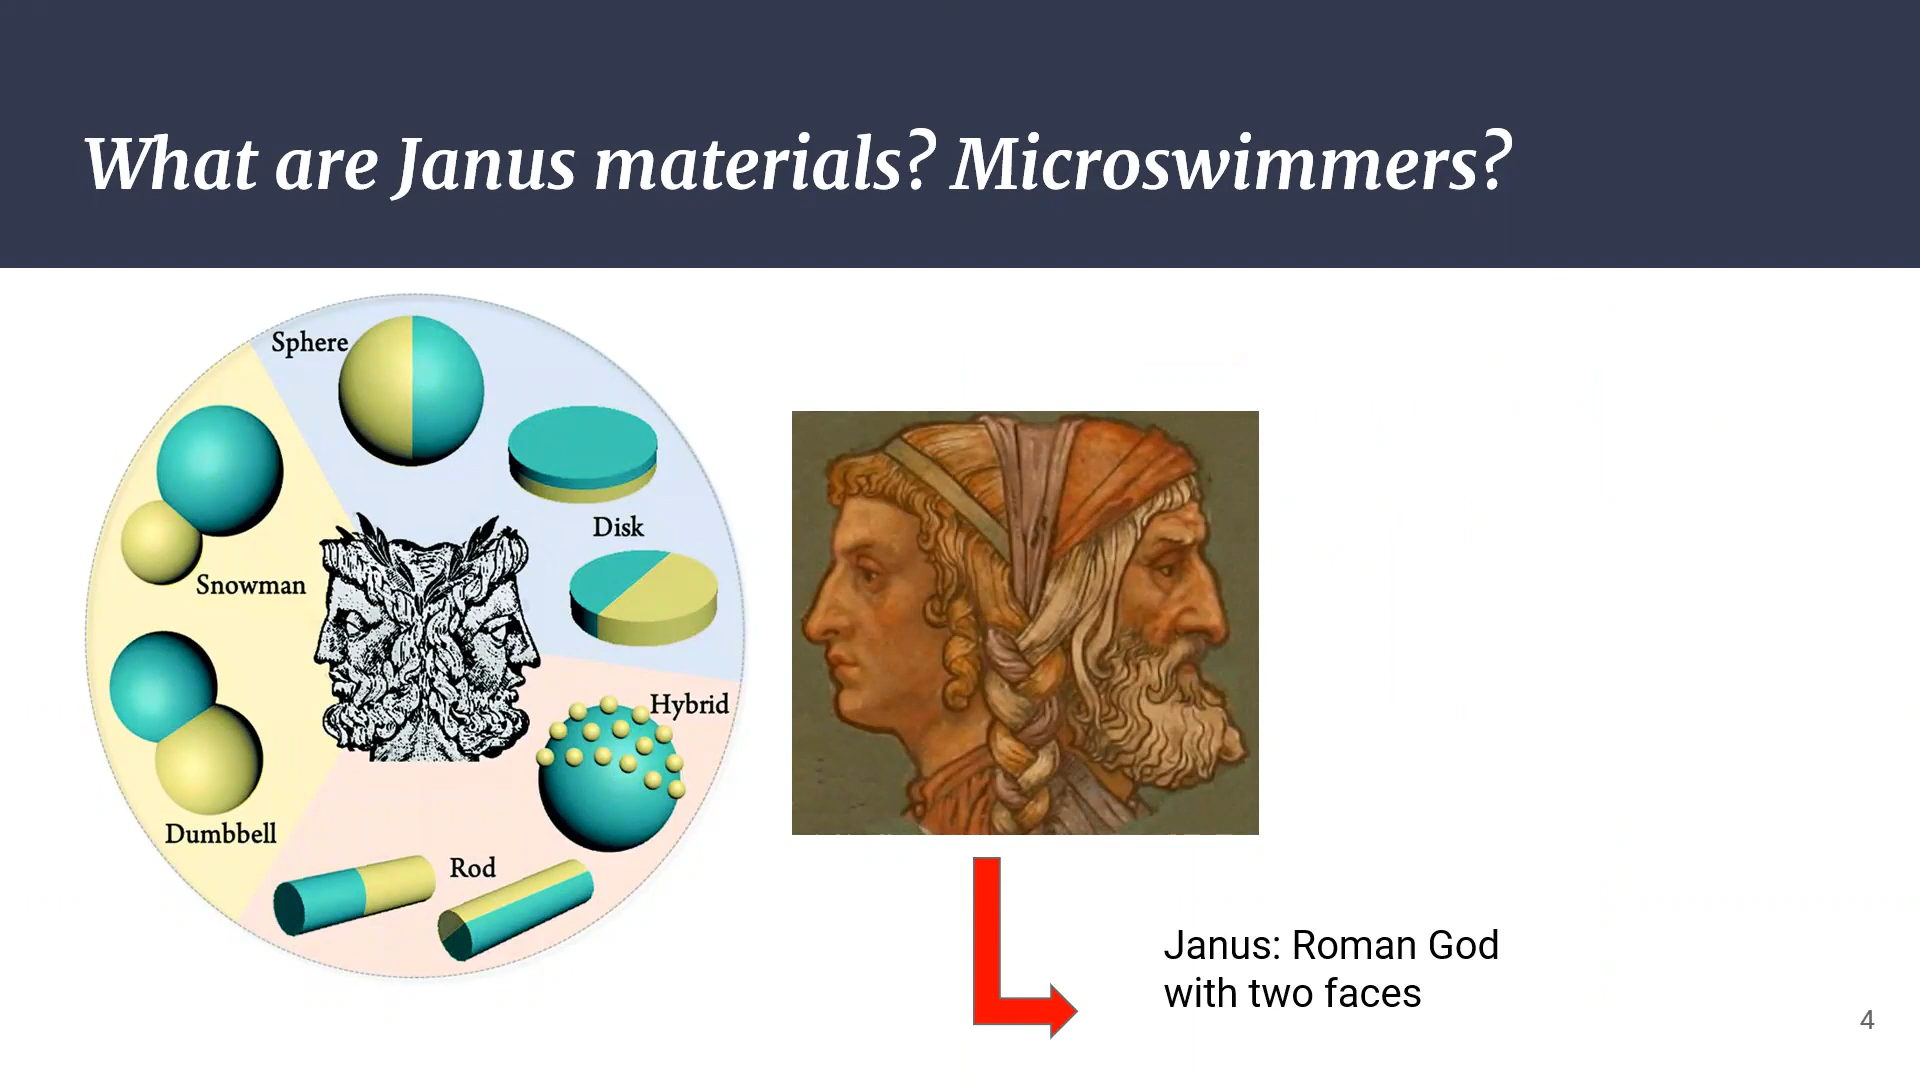 What are Janus materials? Microswimmers?
Sphere
Disk
Snowman
Hybrid
Dumbbell
Rod
Janus: Roman God
with two faces
4